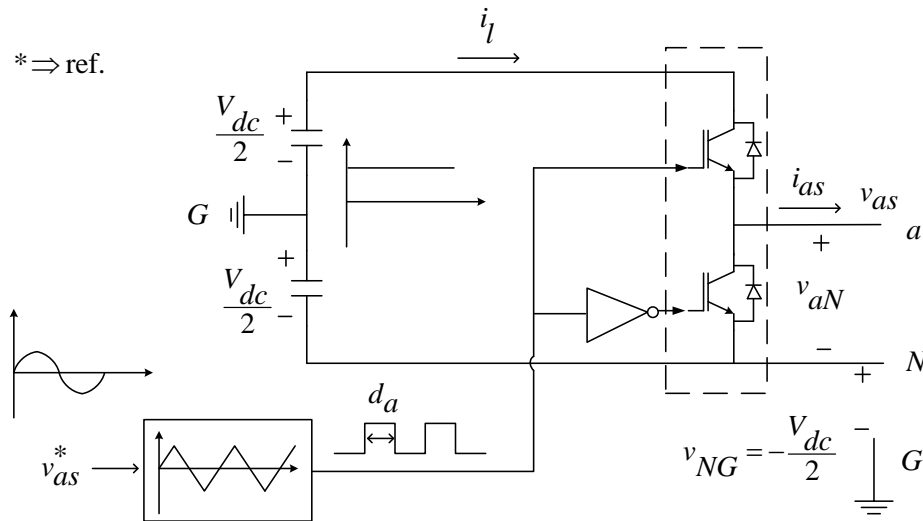 i_l
* ⇒ ref.
V_dc/2
+
−
G
i_as
v_as
a
+
+
V_dc/2
−
v_aN
−
N
+
d_a
v*_as
v_NG = −V_dc/2
−
G